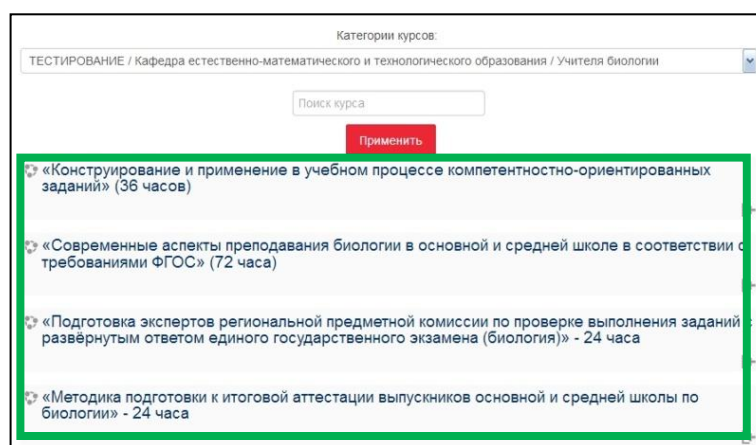 Категории курсов:
ТЕСТИРОВАНИЕ / Кафедра естественно-математического и технологического образования / Учителя биологии
Поиск курса
Применить
«Конструирование и применение в учебном процессе компетентностно-ориентированных
заданий» (36 часов)
«Современные аспекты преподавания биологии в основной и средней школе в соответствии с
требованиями ФГОС» (72 часа)
«Подготовка экспертов региональной предметной комиссии по проверке выполнения заданий с
развёрнутым ответом единого государственного экзамена (биология)» - 24 часа
«Методика подготовки к итоговой аттестации выпускников основной и средней школы по
биологии» - 24 часа